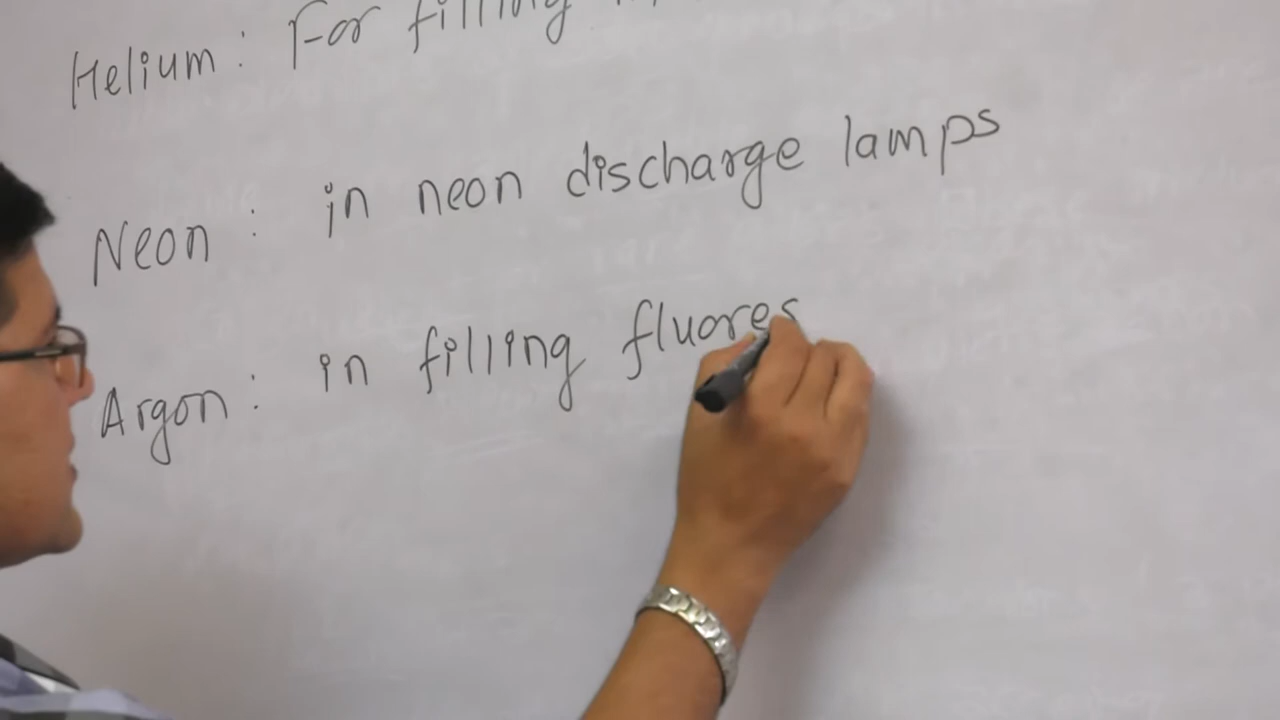 Helium : For filling
Neon : in neon discharge lamps
Argon : in filling fluores